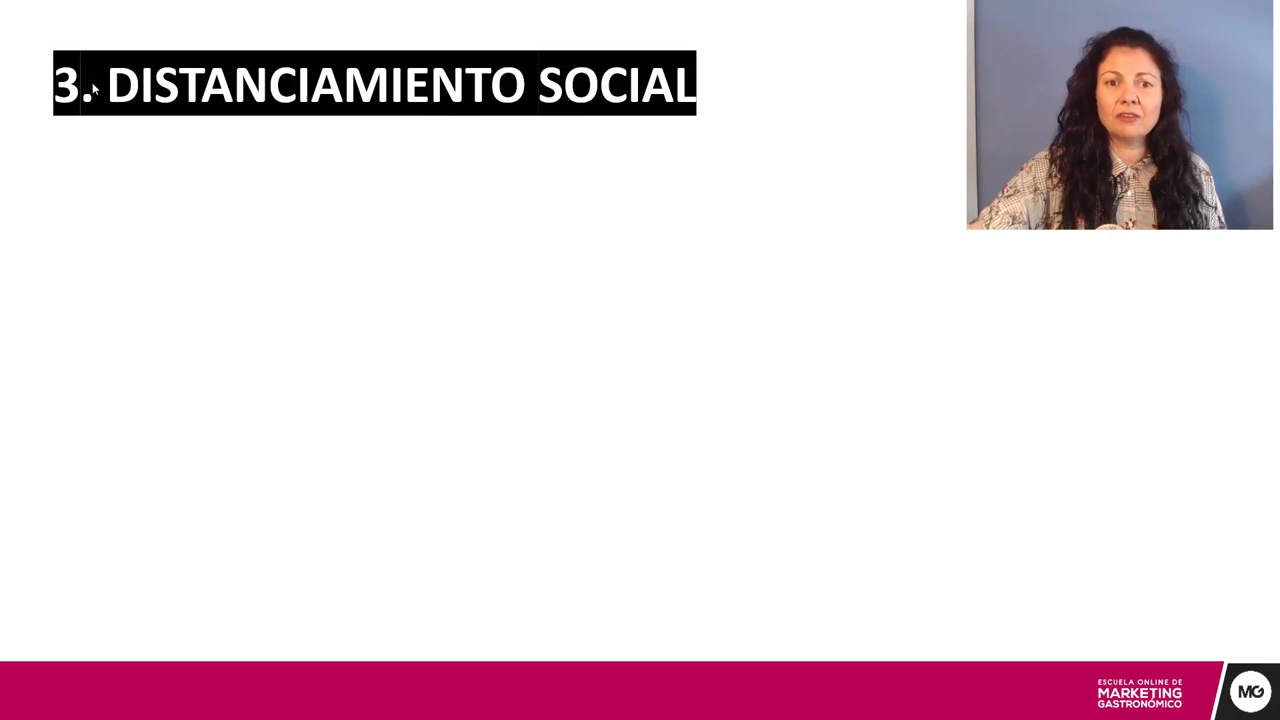 3. DISTANCIAMIENTO SOCIAL
ESCUELA ONLINE DE
MARKETING
GASTRONÓMICO
MG